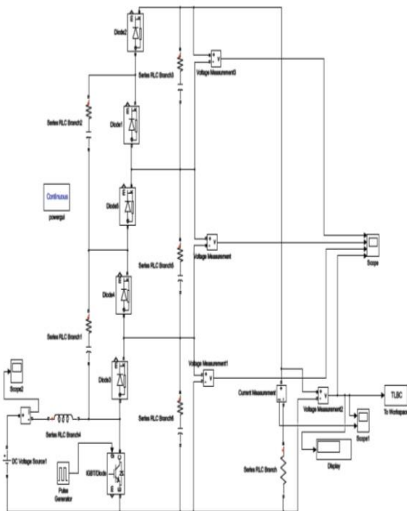 Diode2
Series RLC Branch3
Voltage Measurement3
Series RLC Branch2
Diode1
Continuous
powergui
Diode5
Series RLC Branch5
Voltage Measurement
Scope
Diode4
Series RLC Branch1
Scope2
Diode3
Voltage Measurement1
Current Measurement
TLBC
To Workspace
Voltage Measurement2
Scope1
Series RLC Branch4
Series RLC Branch6
DC Voltage Source1
IGBT/Diode
Pulse
Generator
Series RLC Branch
Display